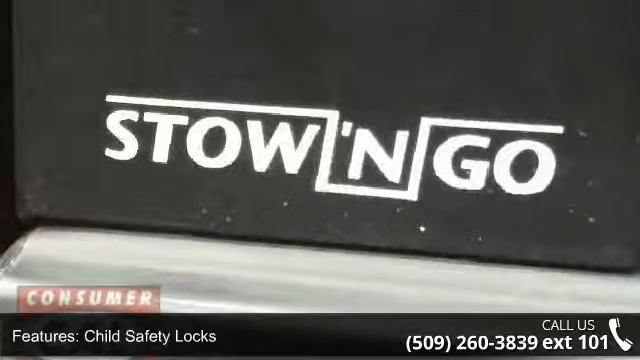 STOW 'N GO
CONSUMER
Features: Child Safety Locks
CALL US
(509) 260-3839 ext 101